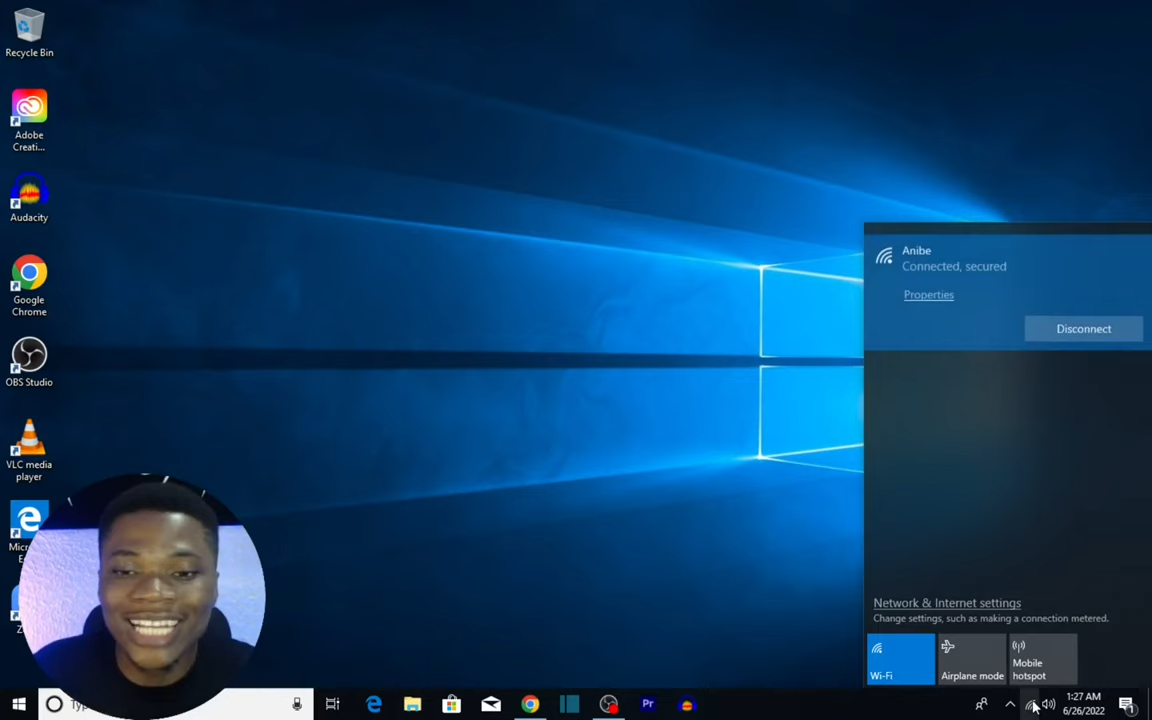 Recycle Bin
Adobe
Creati...
Audacity
Google
Chrome
OBS Studio
VLC media
player
Anibe
Connected, secured
Properties
Disconnect
Network & Internet settings
Change settings, such as making a connection metered.
Wi-Fi
Airplane mode
Mobile
hotspot
Pr
1:27 AM
6/26/2022
1